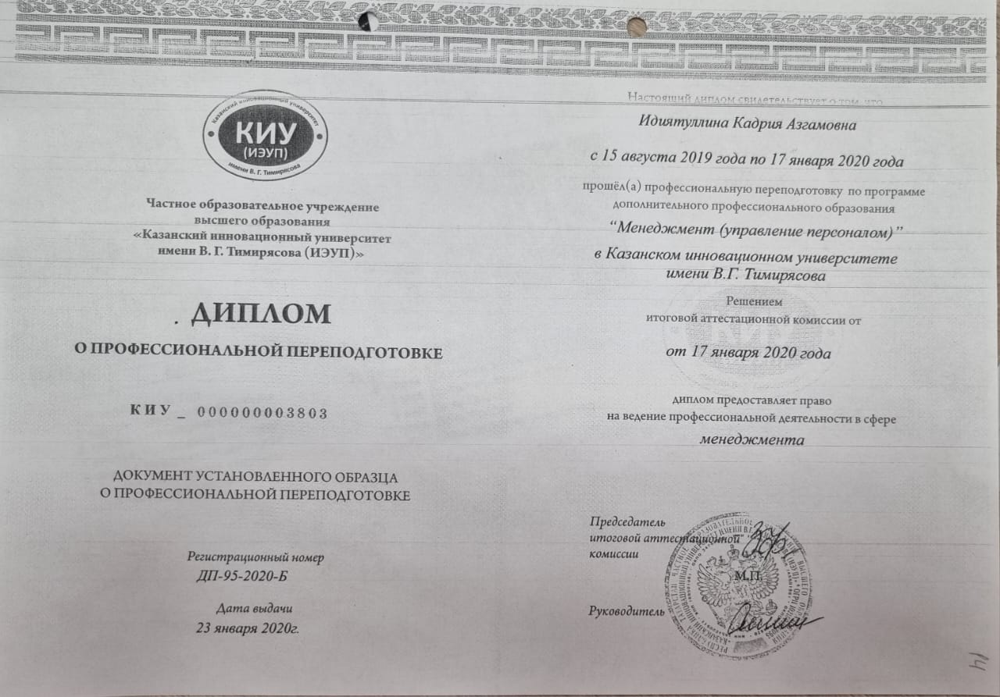 Казанский инновационный университет
КИУ
(ИЭУП)
имени В. Г. Тимирясова
Частное образовательное учреждение
высшего образования
«Казанский инновационный университет
имени В. Г. Тимирясова (ИЭУП)»
ДИПЛОМ
О ПРОФЕССИОНАЛЬНОЙ ПЕРЕПОДГОТОВКЕ
КИУ _ 000000003803
ДОКУМЕНТ УСТАНОВЛЕННОГО ОБРАЗЦА
О ПРОФЕССИОНАЛЬНОЙ ПЕРЕПОДГОТОВКЕ
Регистрационный номер
ДП-95-2020-Б
Дата выдачи
23 января 2020г.
Настоящий диплом свидетельствует о том, что
Идиятуллина Кадрия Азгамовна
с 15 августа 2019 года по 17 января 2020 года
прошёл(а) профессиональную переподготовку по программе
дополнительного профессионального образования
“Менеджмент (управление персоналом)”
в Казанском инновационном университете
имени В.Г. Тимирясова
Решением
итоговой аттестационной комиссии от
от 17 января 2020 года
диплом предоставляет право
на ведение профессиональной деятельности в сфере
менеджмента
Председатель
итоговой аттестационной
комиссии
М.П.
Руководитель
14